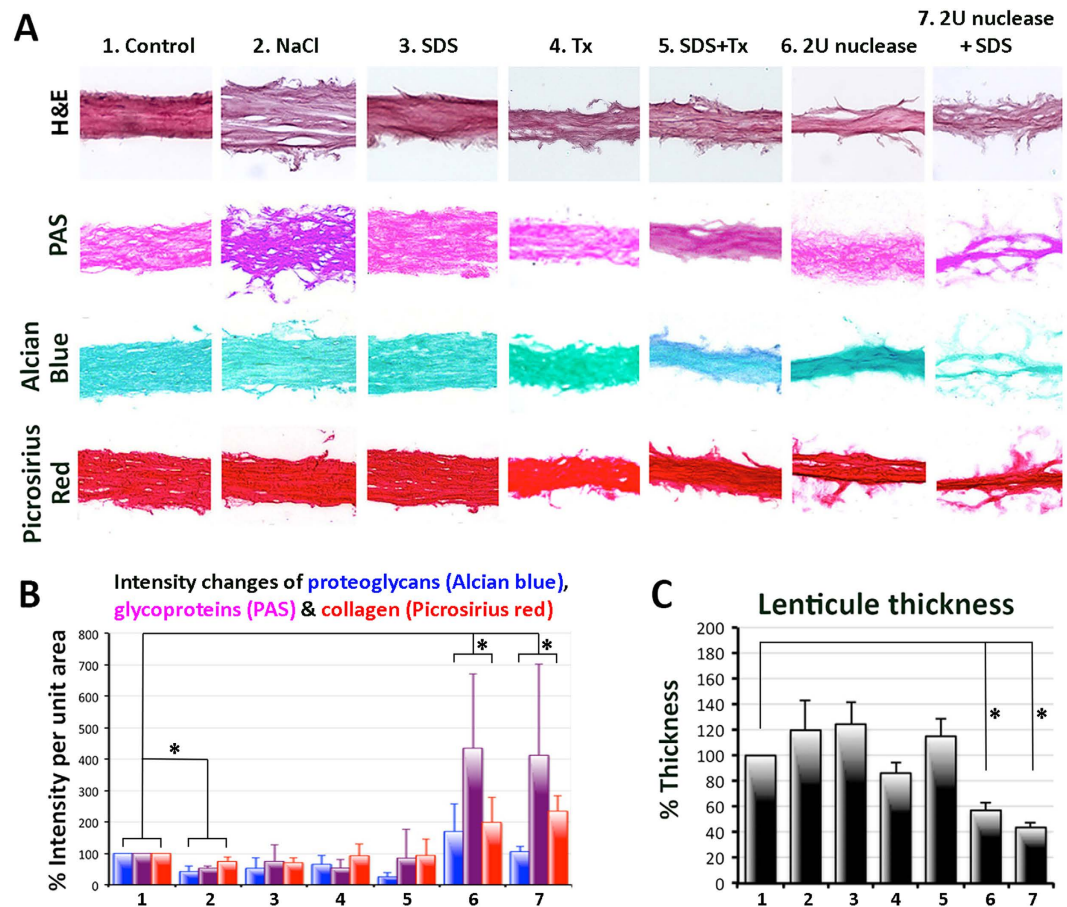 A
1. Control
2. NaCl
3. SDS
4. Tx
5. SDS+Tx
6. 2U nuclease
7. 2U nuclease
+ SDS
H&E
PAS
Alcian
Blue
Picrosirius
Red
B
Intensity changes of proteoglycans (Alcian blue),
glycoproteins (PAS) & collagen (Picrosirius red)
% Intensity per unit area
800
700
600
500
400
300
200
100
0
*
*
*
1 2 3 4 5 6 7
C
Lenticule thickness
% Thickness
200
180
160
140
120
100
80
60
40
20
0
*
*
1 2 3 4 5 6 7